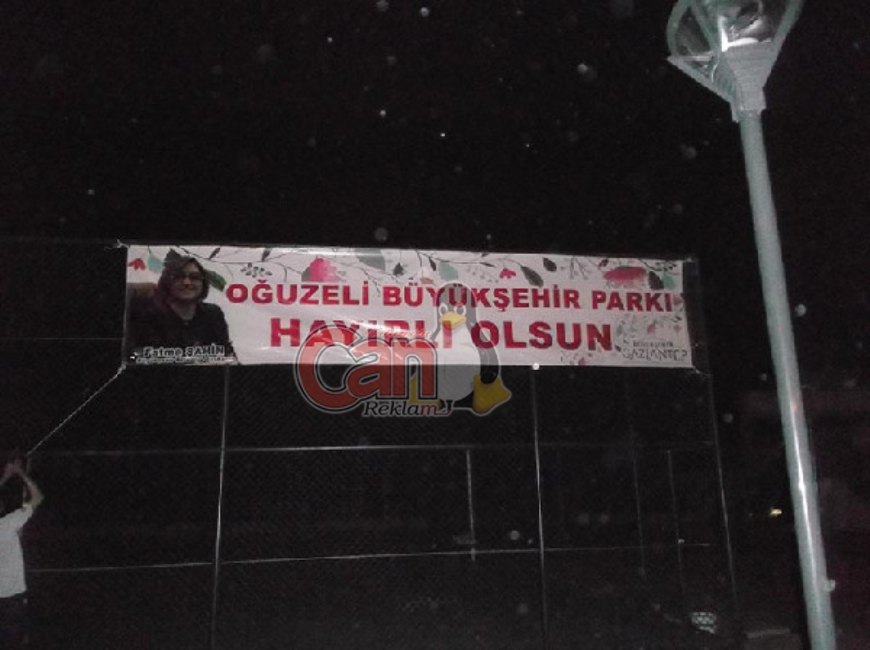 OĞUZELİ BÜYÜKŞEHİR PARKI
HAYIRLI OLSUN
Fatma ŞAHİN
GAZİANTEP
Can
Reklam